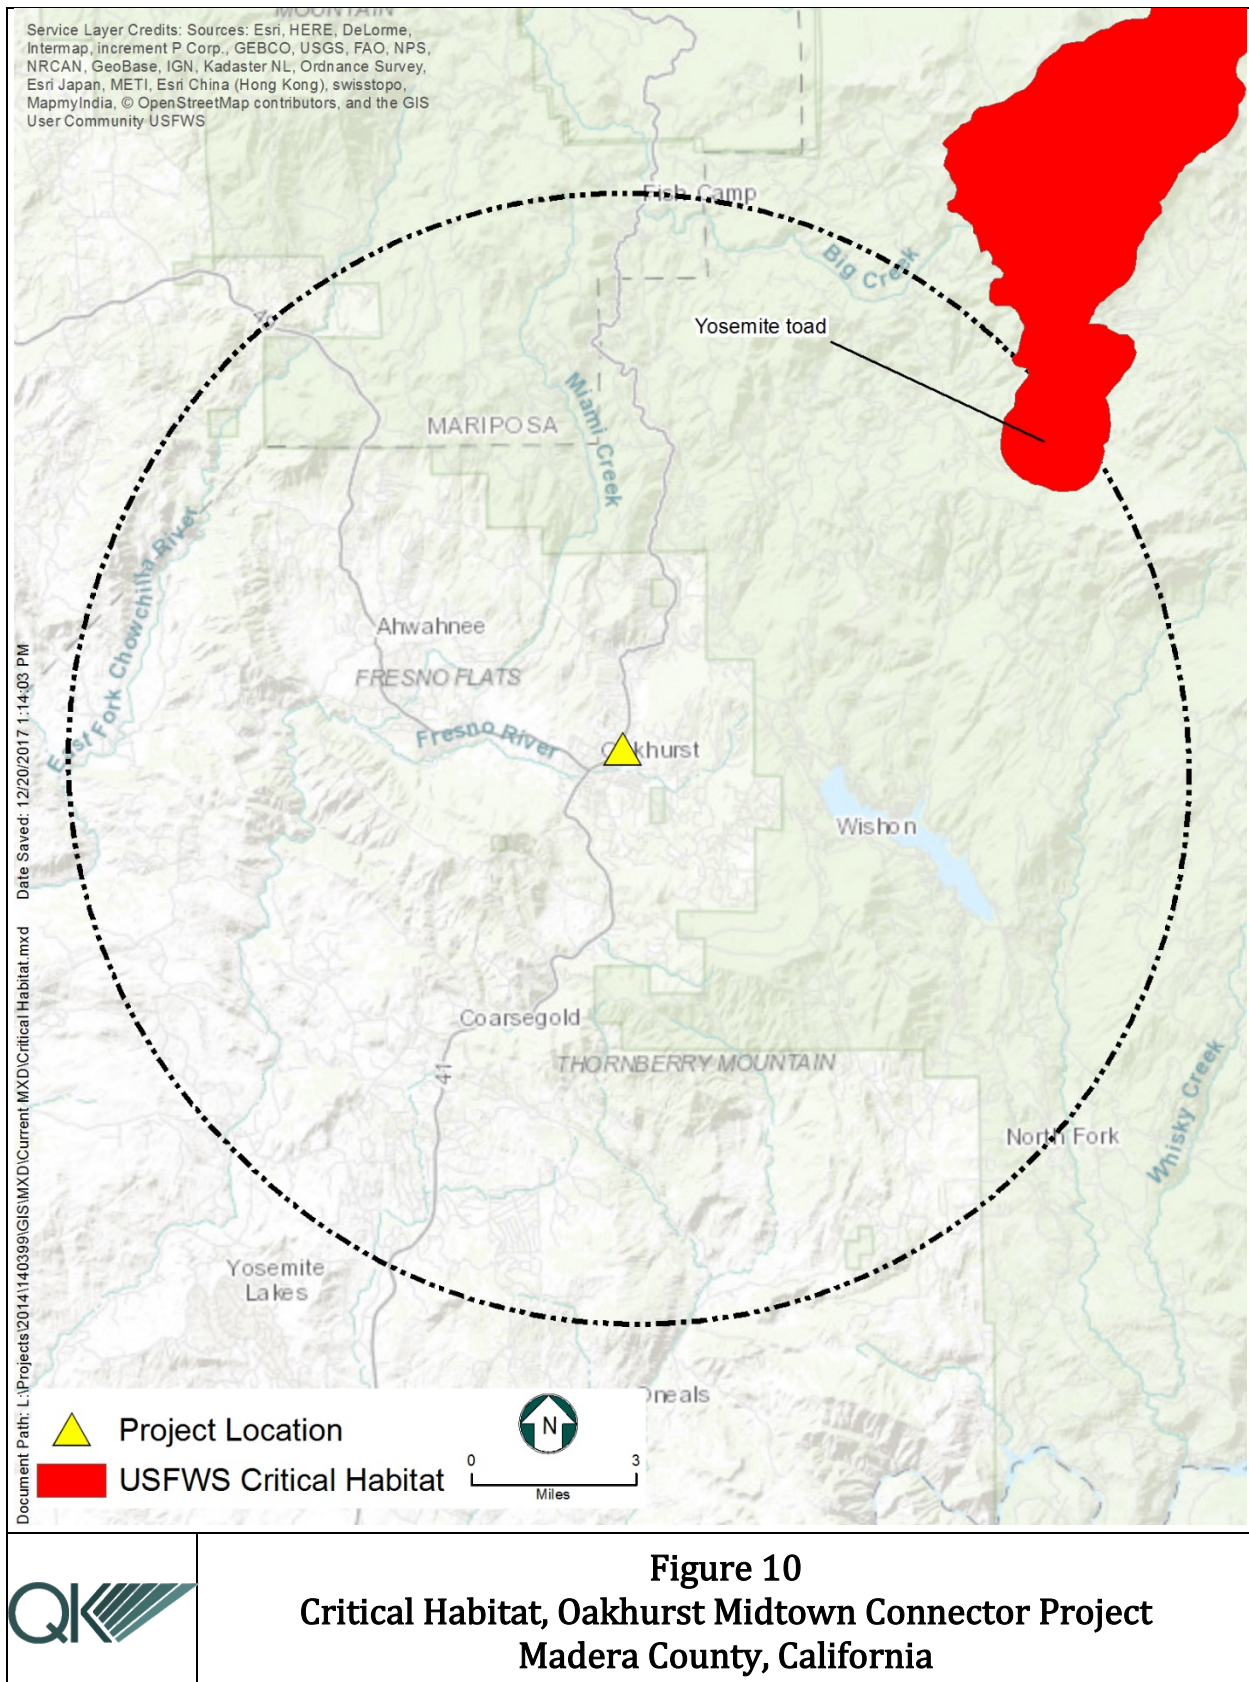 MOUNTAIN
Service Layer Credits: Sources: Esri, HERE, DeLorme,
Intermap, increment P Corp., GEBCO, USGS, FAO, NPS,
NRCAN, GeoBase, IGN, Kadaster NL, Ordnance Survey,
Esri Japan, METI, Esri China (Hong Kong), swisstopo,
MapmyIndia, © OpenStreetMap contributors, and the GIS
User Community USFWS
Fish Camp
Big Creek
Yosemite toad
Miami Creek
MARIPOSA
East Fork Chowchilla River
Ahwahnee
FRESNO FLATS
Fresno River
Oakhurst
Wishon
Coarsegold
THORNBERRY MOUNTAIN
41
North Fork
Whisky Creek
Yosemite
Lakes
Oneals
Document Path: L:\Projects\2014\140399\GIS\MXD\Current MXD\Critical Habitat.mxd Date Saved: 12/20/2017 1:14:03 PM
Project Location
USFWS Critical Habitat
N
0 3
Miles
QK
Figure 10
Critical Habitat, Oakhurst Midtown Connector Project
Madera County, California